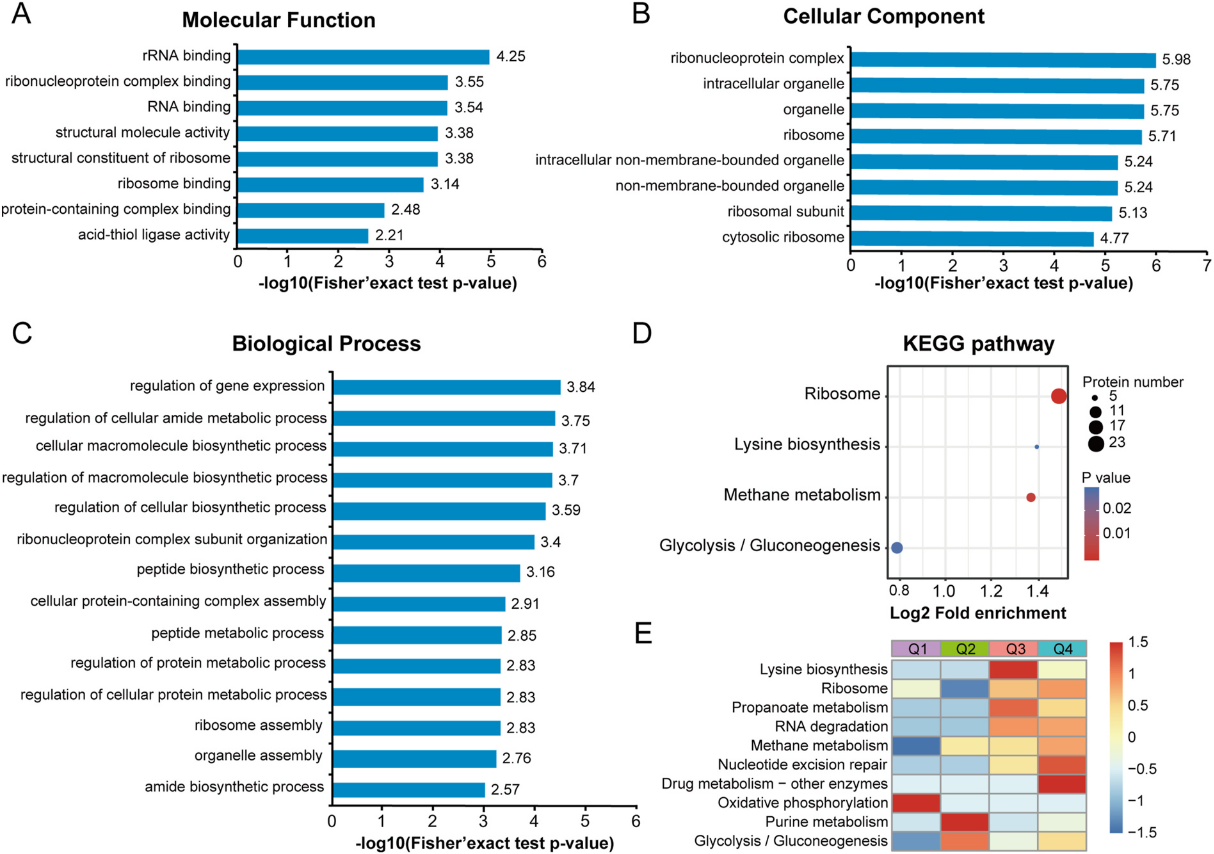 A
Molecular Function
rRNA binding 4.25
ribonucleoprotein complex binding 3.55
RNA binding 3.54
structural molecule activity 3.38
structural constituent of ribosome 3.38
ribosome binding 3.14
protein-containing complex binding 2.48
acid-thiol ligase activity 2.21
0 1 2 3 4 5 6
-log10(Fisher'exact test p-value)
B
Cellular Component
ribonucleoprotein complex 5.98
intracellular organelle 5.75
organelle 5.75
ribosome 5.71
intracellular non-membrane-bounded organelle 5.24
non-membrane-bounded organelle 5.24
ribosomal subunit 5.13
cytosolic ribosome 4.77
0 1 2 3 4 5 6 7
-log10(Fisher'exact test p-value)
C
Biological Process
regulation of gene expression 3.84
regulation of cellular amide metabolic process 3.75
cellular macromolecule biosynthetic process 3.71
regulation of macromolecule biosynthetic process 3.7
regulation of cellular biosynthetic process 3.59
ribonucleoprotein complex subunit organization 3.4
peptide biosynthetic process 3.16
cellular protein-containing complex assembly 2.91
peptide metabolic process 2.85
regulation of protein metabolic process 2.83
regulation of cellular protein metabolic process 2.83
ribosome assembly 2.83
organelle assembly 2.76
amide biosynthetic process 2.57
0 1 2 3 4 5 6
-log10(Fisher'exact test p-value)
D
KEGG pathway
Ribosome
Lysine biosynthesis
Methane metabolism
Glycolysis / Gluconeogenesis
0.8 1.0 1.2 1.4
Log2 Fold enrichment
Protein number
5
11
17
23
P value
0.02
0.01
E
Q1 Q2 Q3 Q4
Lysine biosynthesis
Ribosome
Propanoate metabolism
RNA degradation
Methane metabolism
Nucleotide excision repair
Drug metabolism − other enzymes
Oxidative phosphorylation
Purine metabolism
Glycolysis / Gluconeogenesis
1.5
1
0.5
0
−0.5
−1
−1.5